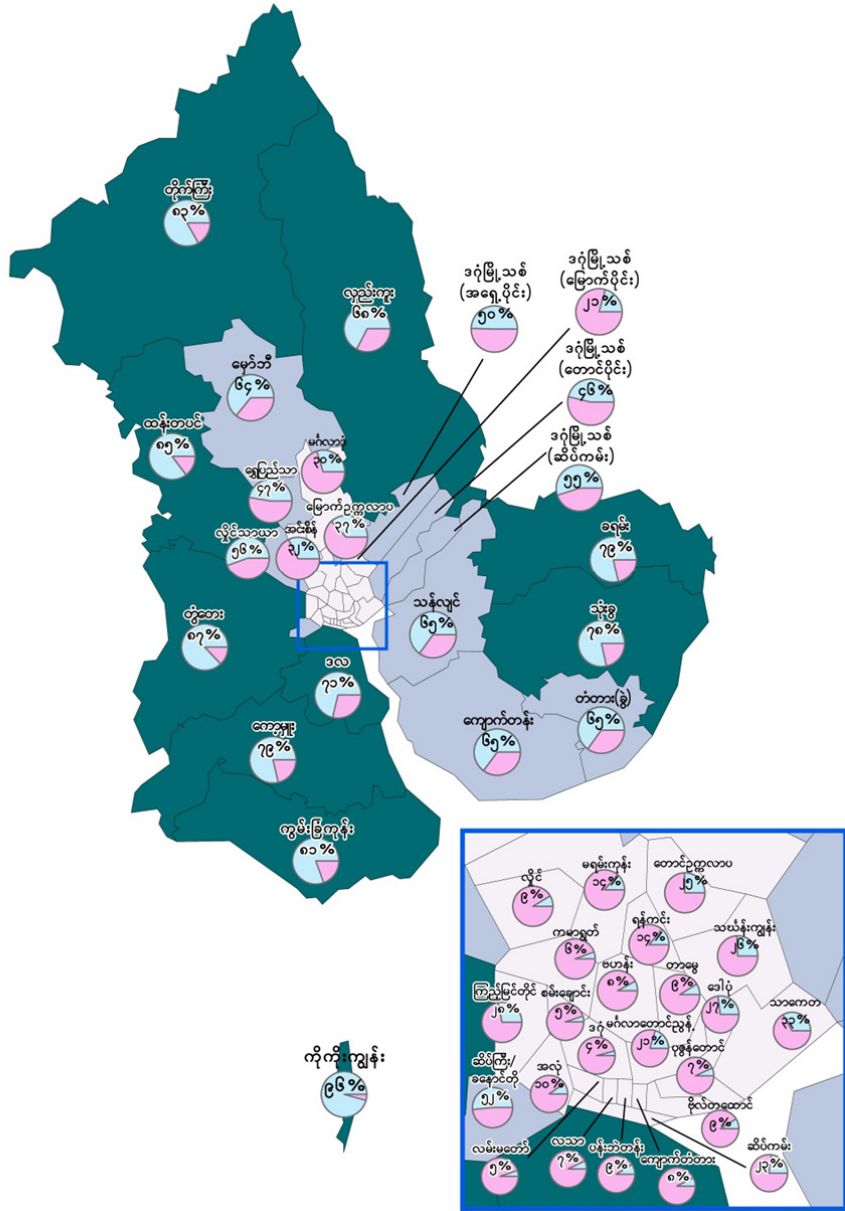 တိုက်ကြီး
၈၃%
လှည်းကူး
၆၈%
ဒဂုံမြို့သစ်
(အရှေ့ပိုင်း)
၅၀%
ဒဂုံမြို့သစ်
(မြောက်ပိုင်း)
၂၁%
ဒဂုံမြို့သစ်
(တောင်ပိုင်း)
၄၆%
ဒဂုံမြို့သစ်
(ဆိပ်ကမ်း)
၅၅%
မှော်ဘီ
၆၄%
ထန်းတပင်
၈၅%
မင်္ဂလာဒုံ
၃၀%
ရွှေပြည်သာ
၄၇%
မြောက်ဥက္ကလာပ
၃၇%
လှိုင်သာယာ
၅၆%
အင်းစိန်
၃၂%
ခရမ်း
၇၉%
တွံတေး
၈၇%
သန်လျင်
၆၅%
သုံးခွ
၇၈%
ဒလ
၇၁%
ကျောက်တန်း
၆၅%
တံတား(ခွဲ)
၆၅%
ကော့မှူး
၇၉%
ကွမ်းခြံကုန်း
၈၁%
ကိုကိုးကျွန်း
၉၆%
လှိုင်
၉%
မရမ်းကုန်း
၁၄%
တောင်ဥက္ကလာပ
၂၅%
ကမာရွတ်
၆%
ရန်ကင်း
၁၄%
သင်္ဃန်းကျွန်း
၂၆%
ဗဟန်း
၈%
တာမွေ
၉%
ဒေါပုံ
၂၇%
သာကေတ
၃၃%
ကြည့်မြင်တိုင်
၂၈%
စမ်းချောင်း
၅%
ဒဂုံ
၄%
မင်္ဂလာတောင်ညွန့်
၂၁%
ပုဇွန်တောင်
၇%
ဆိပ်ကြီး/
ခနောင်တို
၅၂%
အလုံ
၁၀%
ဗိုလ်တထောင်
၉%
လမ်းမတော်
၅%
လသာ
၇%
ပန်းဘဲတန်း
၉%
ကျောက်တံတား
၈%
ဆိပ်ကမ်း
၂၃%